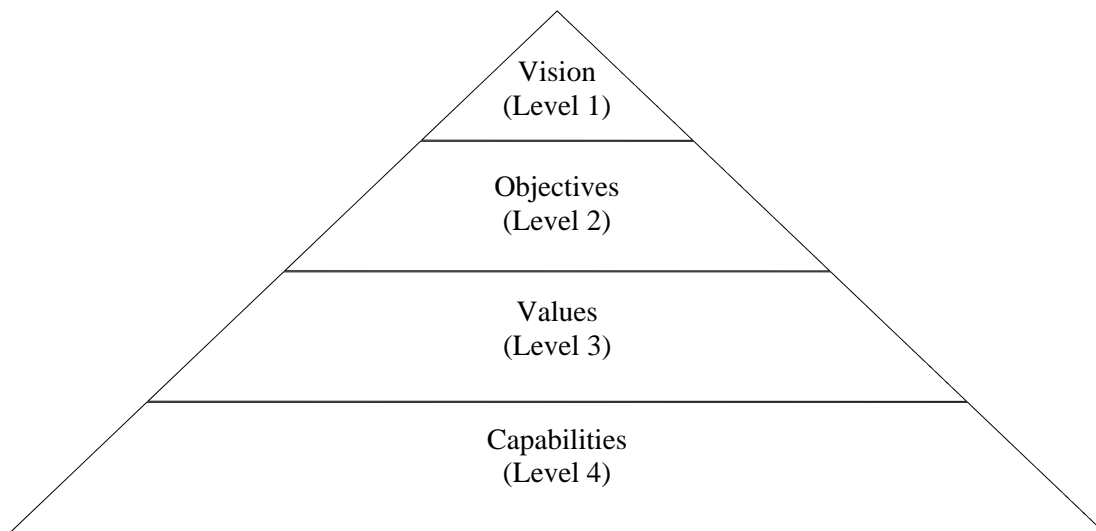 Vision
(Level 1)
Objectives
(Level 2)
Values
(Level 3)
Capabilities
(Level 4)